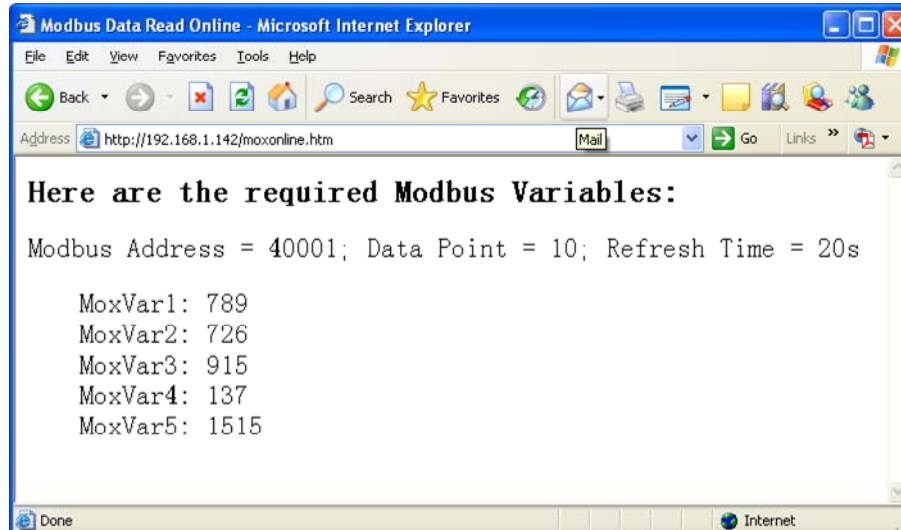 Modbus Data Read Online - Microsoft Internet Explorer
File Edit View Favorites Tools Help
Back Search Favorites
Address http://192.168.1.142/moxonline.htm Mail Go Links »
Here are the required Modbus Variables:
Modbus Address = 40001; Data Point = 10; Refresh Time = 20s
MoxVar1: 789
MoxVar2: 726
MoxVar3: 915
MoxVar4: 137
MoxVar5: 1515
Done Internet